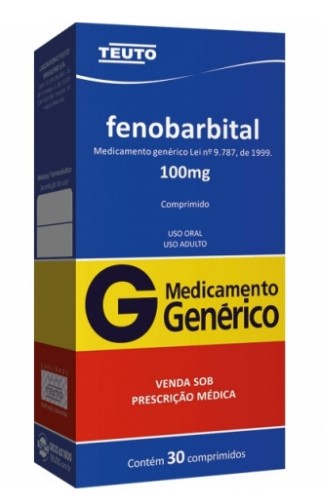 TEUTO
fenobarbital
Medicamento genérico Lei nº 9.787, de 1999.
100mg
Comprimido
USO ORAL
USO ADULTO
G Medicamento
Genérico
VENDA SOB
PRESCRIÇÃO MÉDICA
Contém 30 comprimidos